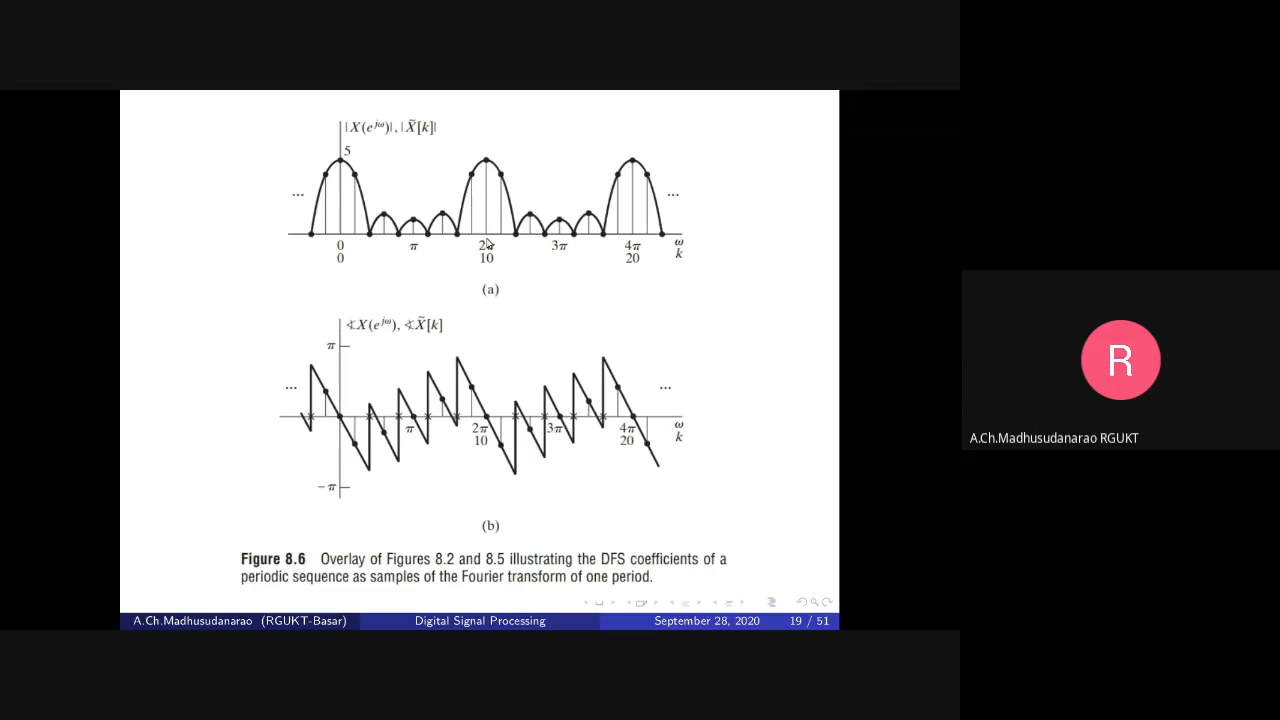 |X(e^{jω})|, |X̃[k]|
5
...
...
0 π 2π 3π 4π ω
0 10 20 k
(a)
∢X(e^{jω}), ∢X̃[k]
π
...
...
π 2π 3π 4π ω
10 20 k
−π
(b)
Figure 8.6 Overlay of Figures 8.2 and 8.5 illustrating the DFS coefficients of a
periodic sequence as samples of the Fourier transform of one period.
A.Ch.Madhusudanarao (RGUKT-Basar) Digital Signal Processing September 28, 2020 19 / 51
R
A.Ch.Madhusudanarao RGUKT